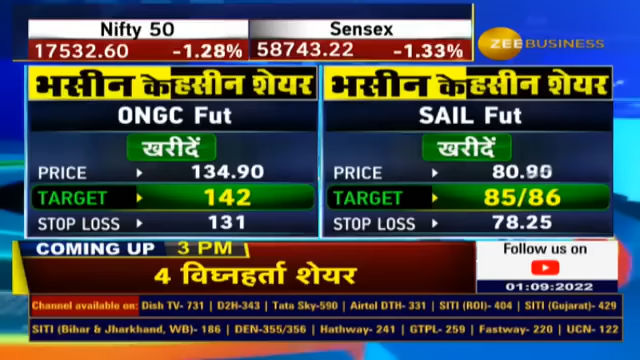 Nifty 50
17532.60 -1.28%
Sensex
58743.22 -1.33%
ZEE BUSINESS
भसीन के हसीन शेयर
ONGC Fut
खरीदें
PRICE 134.90
TARGET 142
STOP LOSS 131
भसीन के हसीन शेयर
SAIL Fut
खरीदें
PRICE
TARGET 85/86
STOP LOSS 78.25
COMING UP 3 PM
4 विघ्नहर्ता शेयर
Follow us on
01:09:2022
Channel available on: Dish TV- 731 | D2H-343 | Tata Sky-590 | Airtel DTH- 331 | SITI (ROI)- 404 | SITI (Gujarat)- 429
SITI (Bihar & Jharkhand, WB)- 186 | DEN-355/356 | Hathway- 241 | GTPL- 259 | Fastway- 220 | UCN- 122